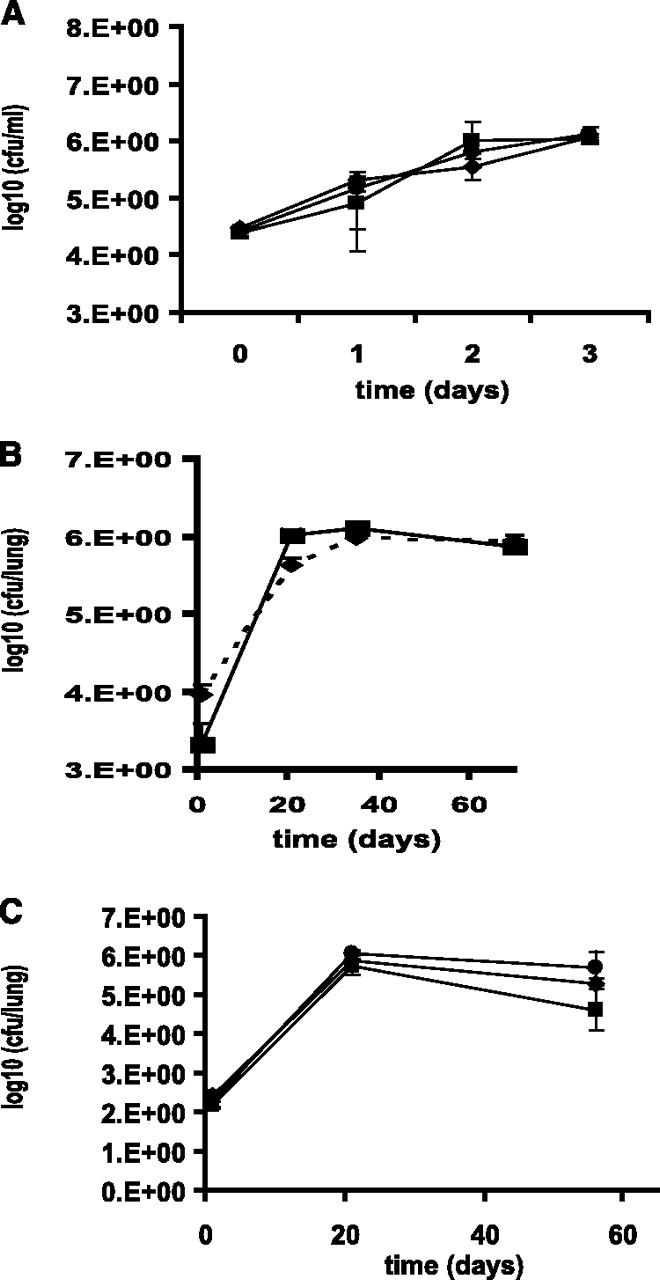 A
log10 (cfu/ml)
8.E+00
7.E+00
6.E+00
5.E+00
4.E+00
3.E+00
0 1 2 3
time (days)
B
log10 (cfu/lung)
7.E+00
6.E+00
5.E+00
4.E+00
3.E+00
0 20 40 60
time (days)
C
log10 (cfu/lung)
7.E+00
6.E+00
5.E+00
4.E+00
3.E+00
2.E+00
1.E+00
0.E+00
0 20 40 60
time (days)